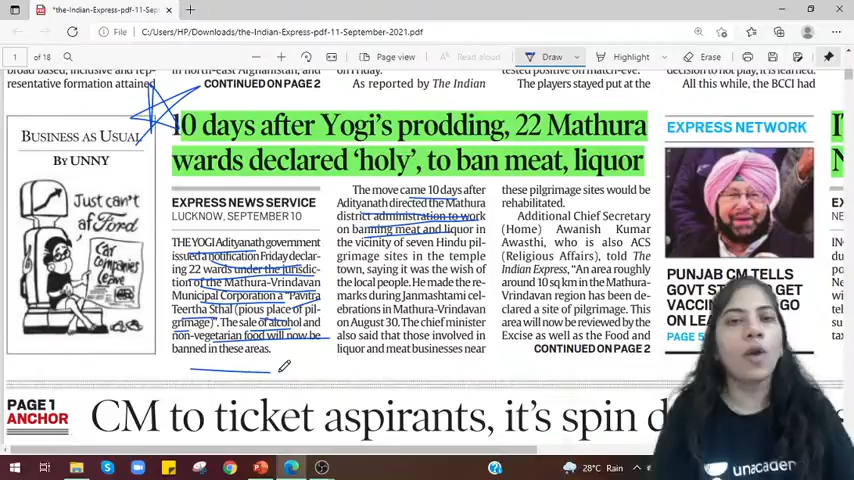 *the-Indian-Express-pdf-11-Sep
File
C:/Users/HP/Downloads/the-Indian-Express-pdf-11-September-2021.pdf
1
of 18
Page view
Read aloud
Draw
Highlight
Erase
broad based, inclusive and rep-
resentative formation attained
in north-east Afghanistan, and
CONTINUED ON PAGE 2
on Friday.
As reported by The Indian
tested positive on match-eve.
The players stayed put at the
decision to not play, it is learned.
All this while, the BCCI had
BUSINESS AS USUAL
BY UNNY
Just can't
afFord
Car
Companies
Leave
10 days after Yogi's prodding, 22 Mathura
wards declared 'holy', to ban meat, liquor
EXPRESS NEWS SERVICE
LUCKNOW, SEPTEMBER 10
THE YOGI Adityanath government
issued a notification Friday declar-
ing 22 wards under the jurisdic-
tion of the Mathura-Vrindavan
Municipal Corporation a "Pavitra
Teertha Sthal (pious place of pil-
grimage)". The sale of alcohol and
non-vegetarian food will now be
banned in these areas.
The move came 10 days after
Adityanath directed the Mathura
district administration to work
on banning meat and liquor in
the vicinity of seven Hindu pil-
grimage sites in the temple
town, saying it was the wish of
the local people. He made the re-
marks during Janmashtami cel-
ebrations in Mathura-Vrindavan
on August 30. The chief minister
also said that those involved in
liquor and meat businesses near
these pilgrimage sites would be
rehabilitated.
Additional Chief Secretary
(Home) Awanish Kumar
Awasthi, who is also ACS
(Religious Affairs), told The
Indian Express, "An area roughly
around 10 sq km in the Mathura-
Vrindavan region has been de-
clared a site of pilgrimage. This
area will now be reviewed by the
Excise as well as the Food and
CONTINUED ON PAGE 2
EXPRESS NETWORK
PUNJAB CM TELLS
GOVT
GET
GO
ON
PAGE 5
PAGE 1
ANCHOR
CM to ticket aspirants, it's spin
unacademy
28°C Rain